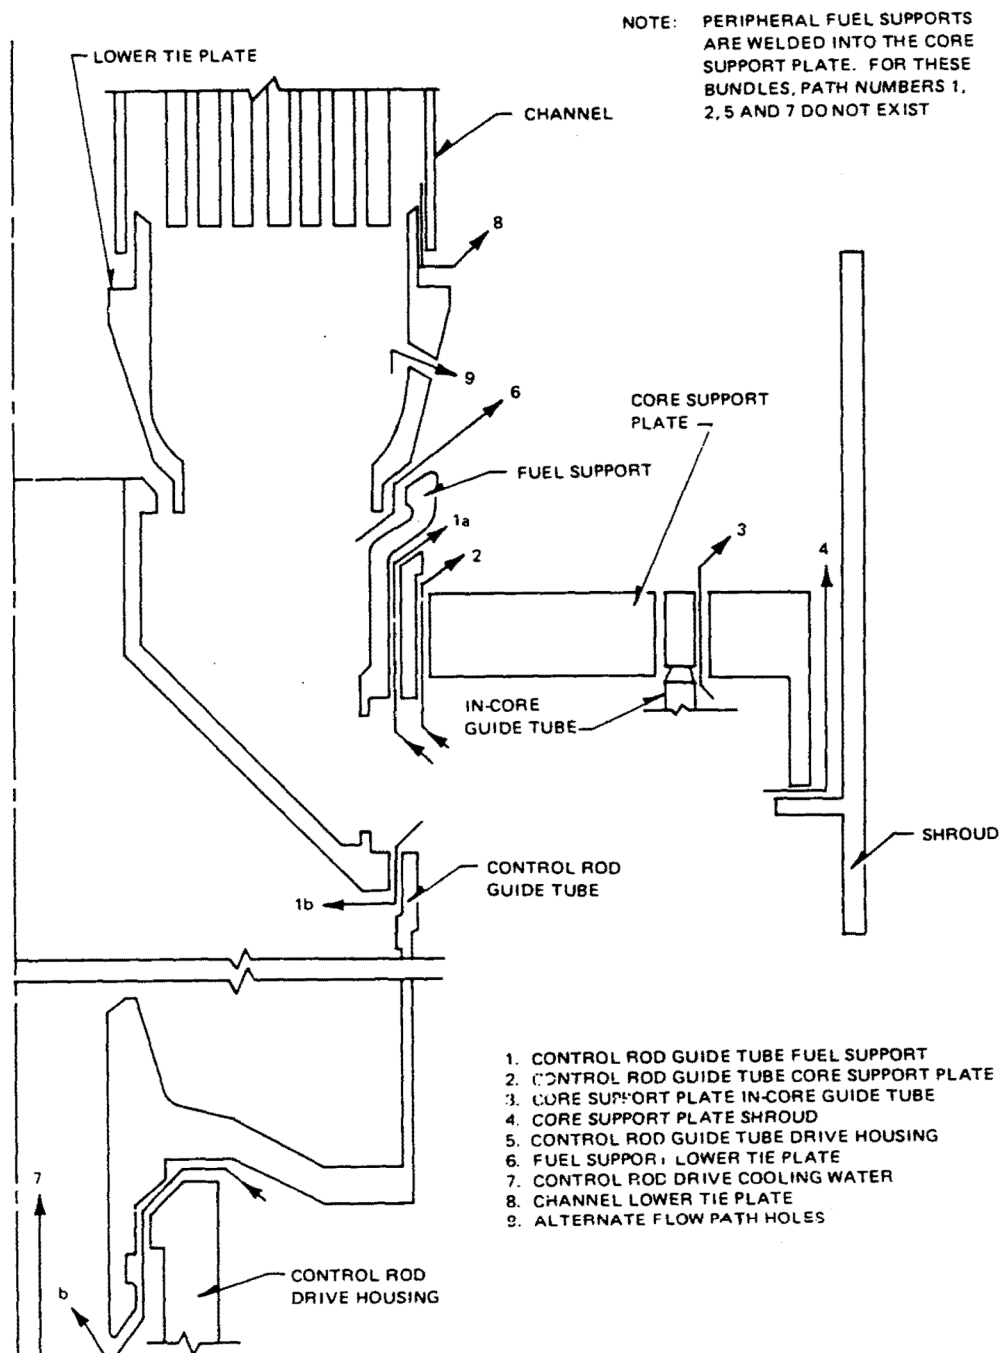 NOTE: PERIPHERAL FUEL SUPPORTS
ARE WELDED INTO THE CORE
SUPPORT PLATE. FOR THESE
BUNDLES, PATH NUMBERS 1,
2, 5 AND 7 DO NOT EXIST
LOWER TIE PLATE
CHANNEL
8
9
6
CORE SUPPORT
PLATE
FUEL SUPPORT
1a
2
3
4
IN-CORE
GUIDE TUBE
SHROUD
CONTROL ROD
GUIDE TUBE
1b
1. CONTROL ROD GUIDE TUBE FUEL SUPPORT
2. CONTROL ROD GUIDE TUBE CORE SUPPORT PLATE
3. CORE SUPPORT PLATE IN-CORE GUIDE TUBE
4. CORE SUPPORT PLATE SHROUD
5. CONTROL ROD GUIDE TUBE DRIVE HOUSING
6. FUEL SUPPORT LOWER TIE PLATE
7. CONTROL ROD DRIVE COOLING WATER
8. CHANNEL LOWER TIE PLATE
9. ALTERNATE FLOW PATH HOLES
7
CONTROL ROD
DRIVE HOUSING